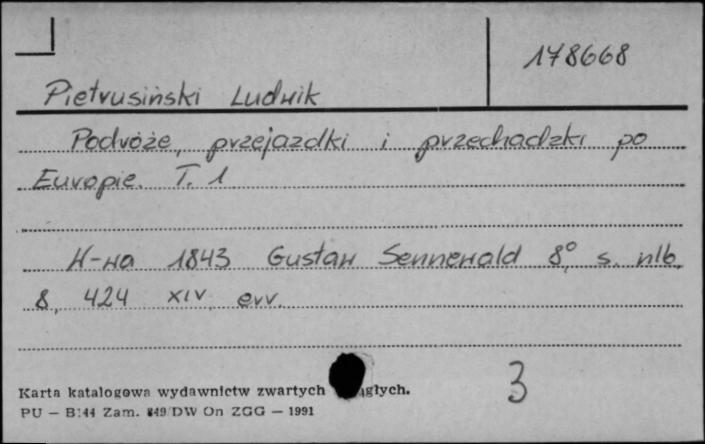 178668
Pietrusiński Ludwik
Podróże, przejazdki i przechadzki po
Europie. T. 1
W-wa 1843 Gustaw Sennewald 8°, s. nlb.
8, 424 XIV, err.
3
Karta katalogowa wydawnictw zwartych i ciągłych.
PU — B/44 Zam. 849/DW On ZGG — 1991